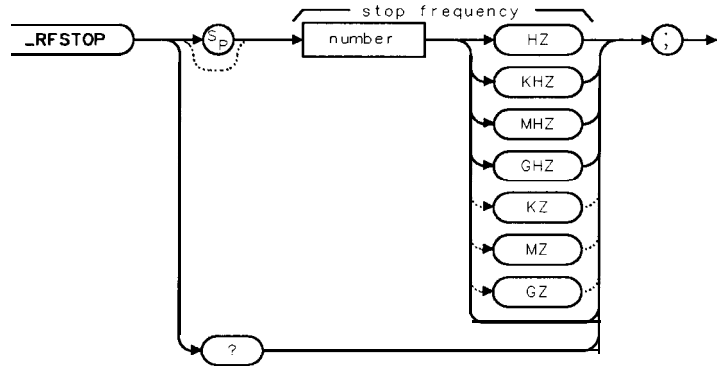 stop frequency
_RFSTOP
SP
number
HZ
;
KHZ
MHZ
GHZ
KZ
MZ
GZ
?